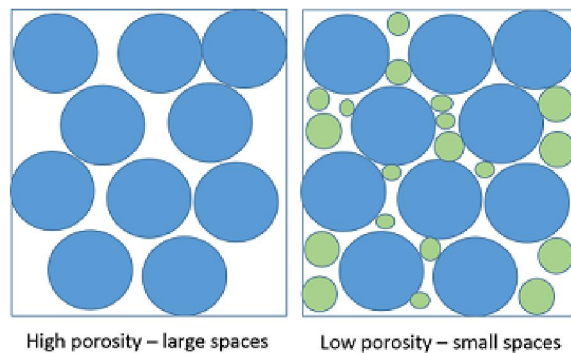 High porosity – large spaces
Low porosity – small spaces